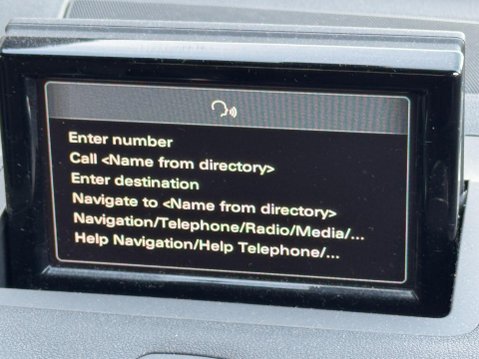 Enter number
Call <Name from directory>
Enter destination
Navigate to <Name from directory>
Navigation/Telephone/Radio/Media/...
Help Navigation/Help Telephone/...